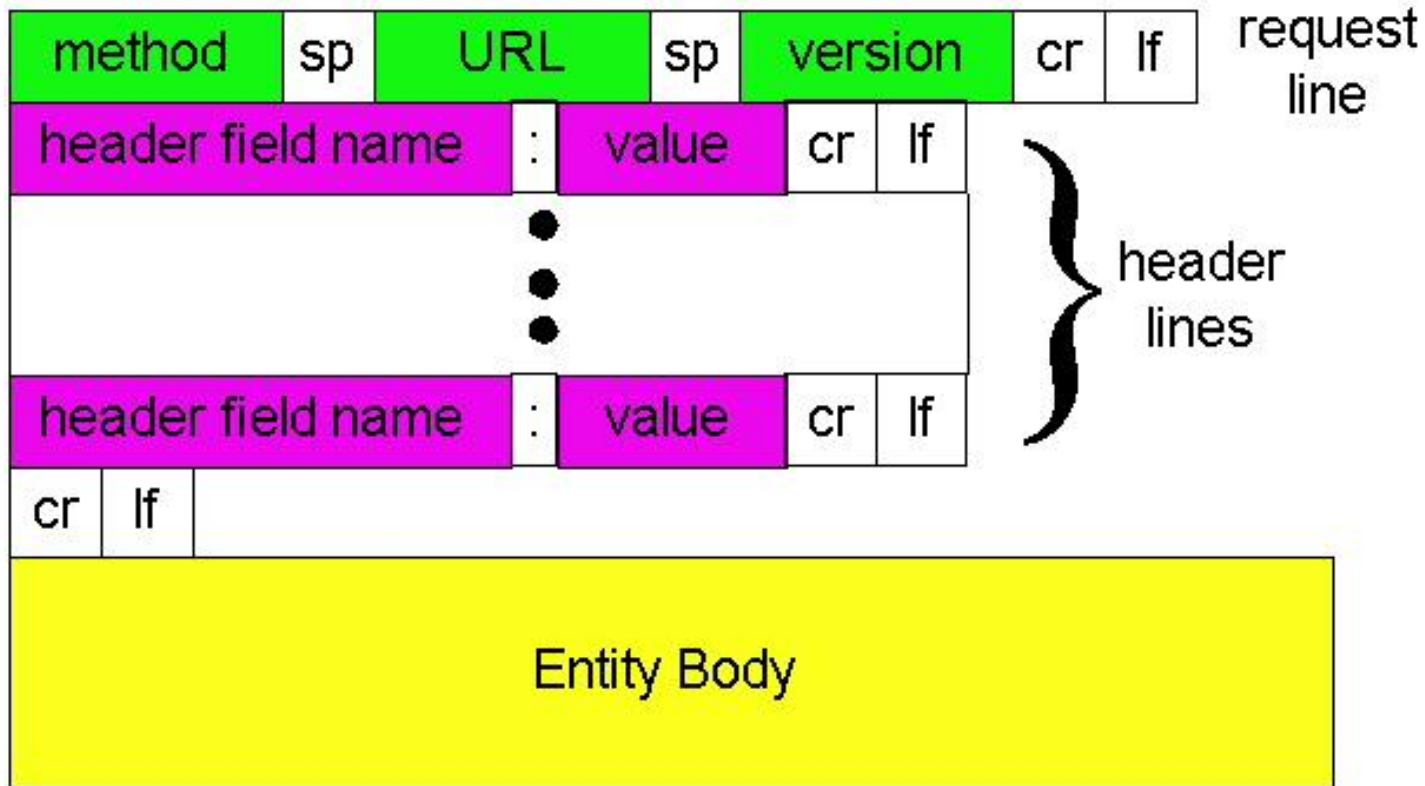 method sp URL sp version cr lf
request
line
header field name : value cr lf
header
lines
header field name : value cr lf
cr lf
Entity Body